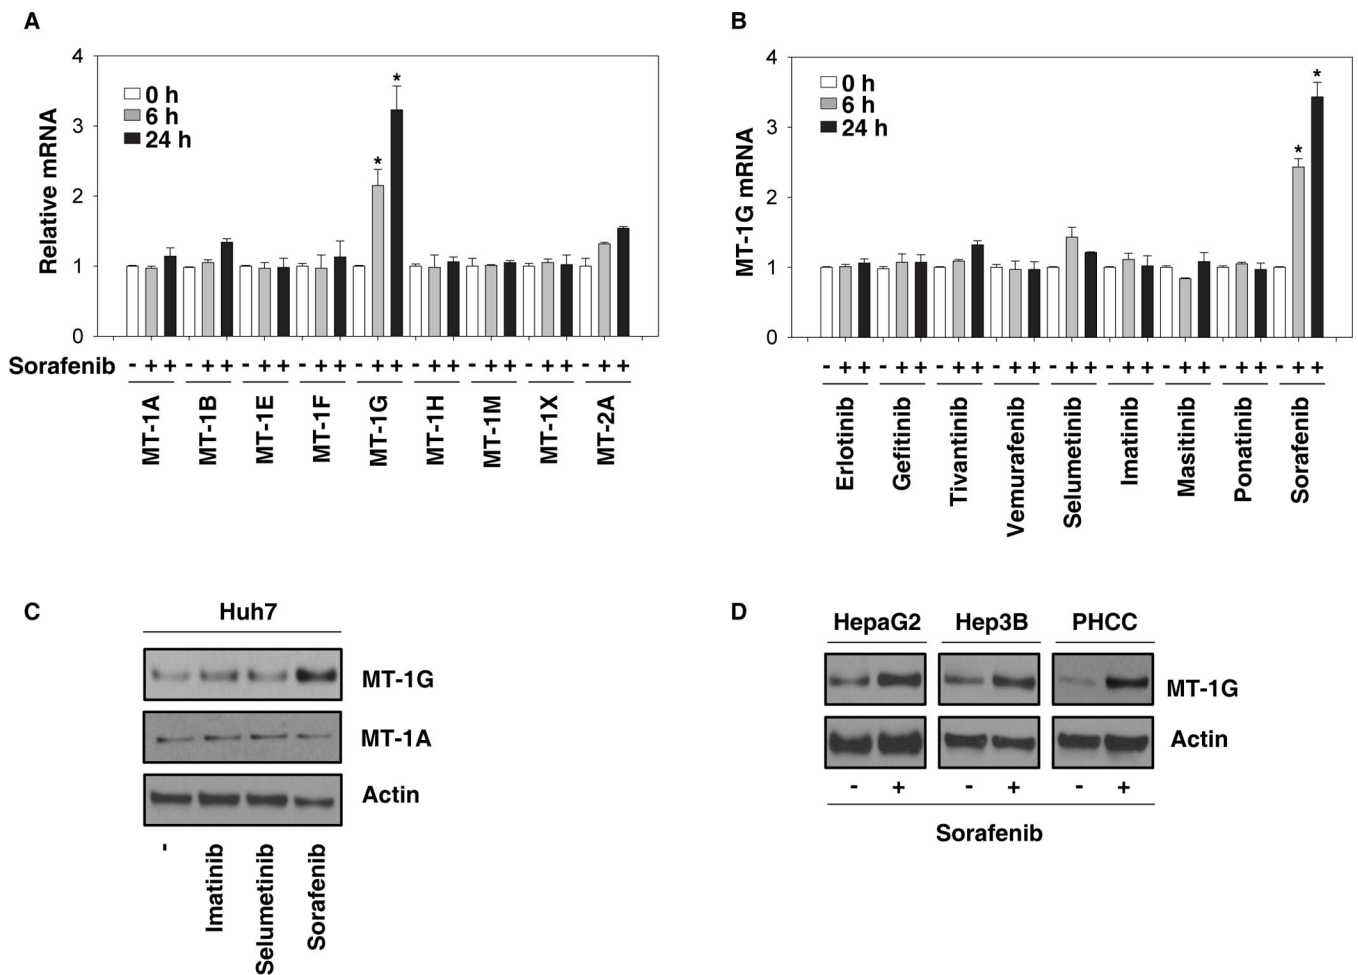 A
4
3
2
1
0
Relative mRNA
0 h
6 h
24 h
*
*
Sorafenib - + + - + + - + + - + + - + + - + + - + + - + + - + +
MT-1A
MT-1B
MT-1E
MT-1F
MT-1G
MT-1H
MT-1M
MT-1X
MT-2A
B
4
3
2
1
0
MT-1G mRNA
0 h
6 h
24 h
*
*
- + + - + + - + + - + + - + + - + + - + + - + + - + +
Erlotinib
Gefitinib
Tivantinib
Vemurafenib
Selumetinib
Imatinib
Masitinib
Ponatinib
Sorafenib
C
Huh7
MT-1G
MT-1A
Actin
-
Imatinib
Selumetinib
Sorafenib
D
HepaG2 Hep3B PHCC
MT-1G
Actin
- + - + - +
Sorafenib